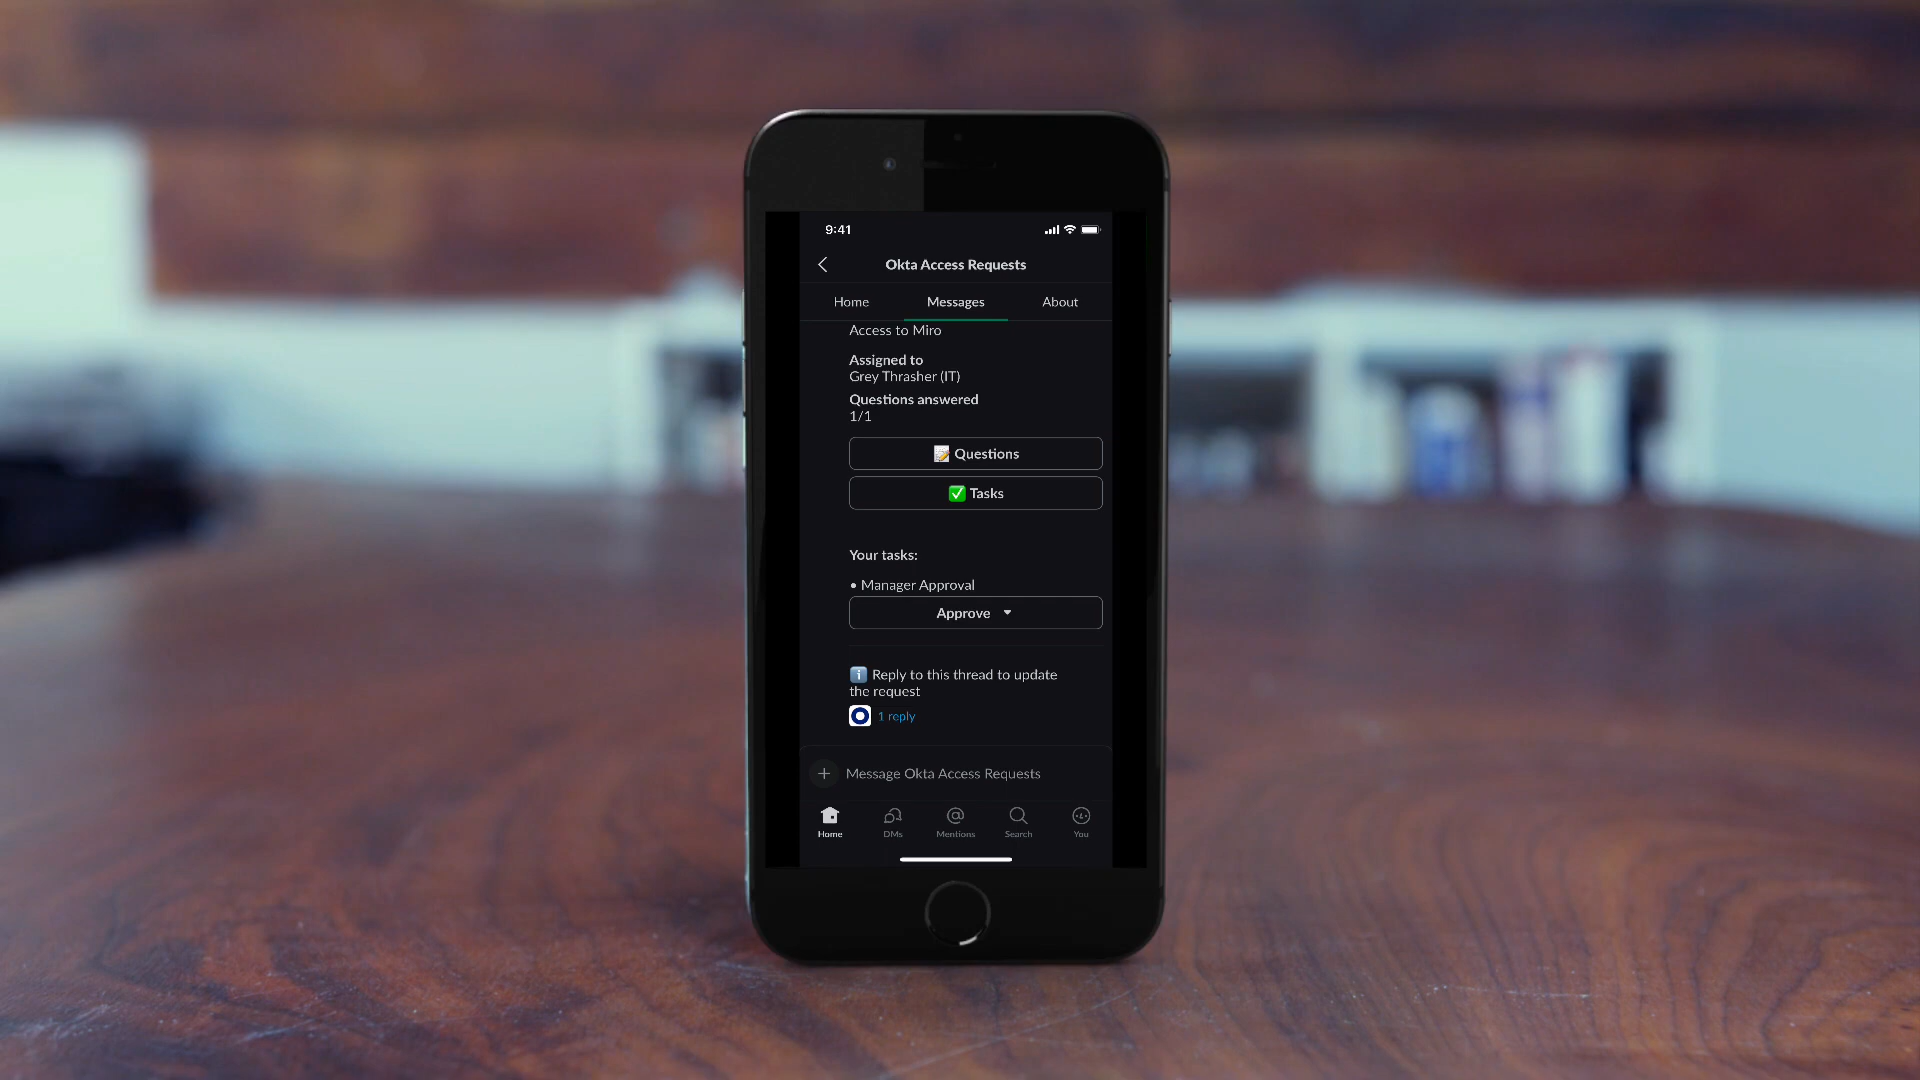 9:41
Okta Access Requests
Home Messages About
Access to Miro
Assigned to
Grey Thrasher (IT)
Questions answered
1/1
Questions
Tasks
Your tasks:
• Manager Approval
Approve
Reply to this thread to update
the request
1 reply
Message Okta Access Requests
Home DMs Mentions Search You